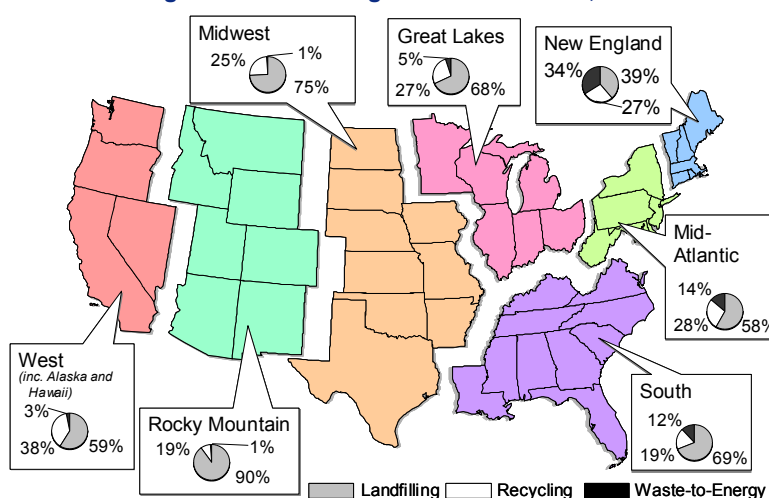 Midwest
25%
1%
75%
Great Lakes
5%
27%
68%
New England
34%
39%
27%
Mid-
Atlantic
14%
28%
58%
West
(inc. Alaska and
Hawaii)
3%
38%
59%
Rocky Mountain
19%
1%
90%
South
12%
19%
69%
Landfilling
Recycling
Waste-to-Energy